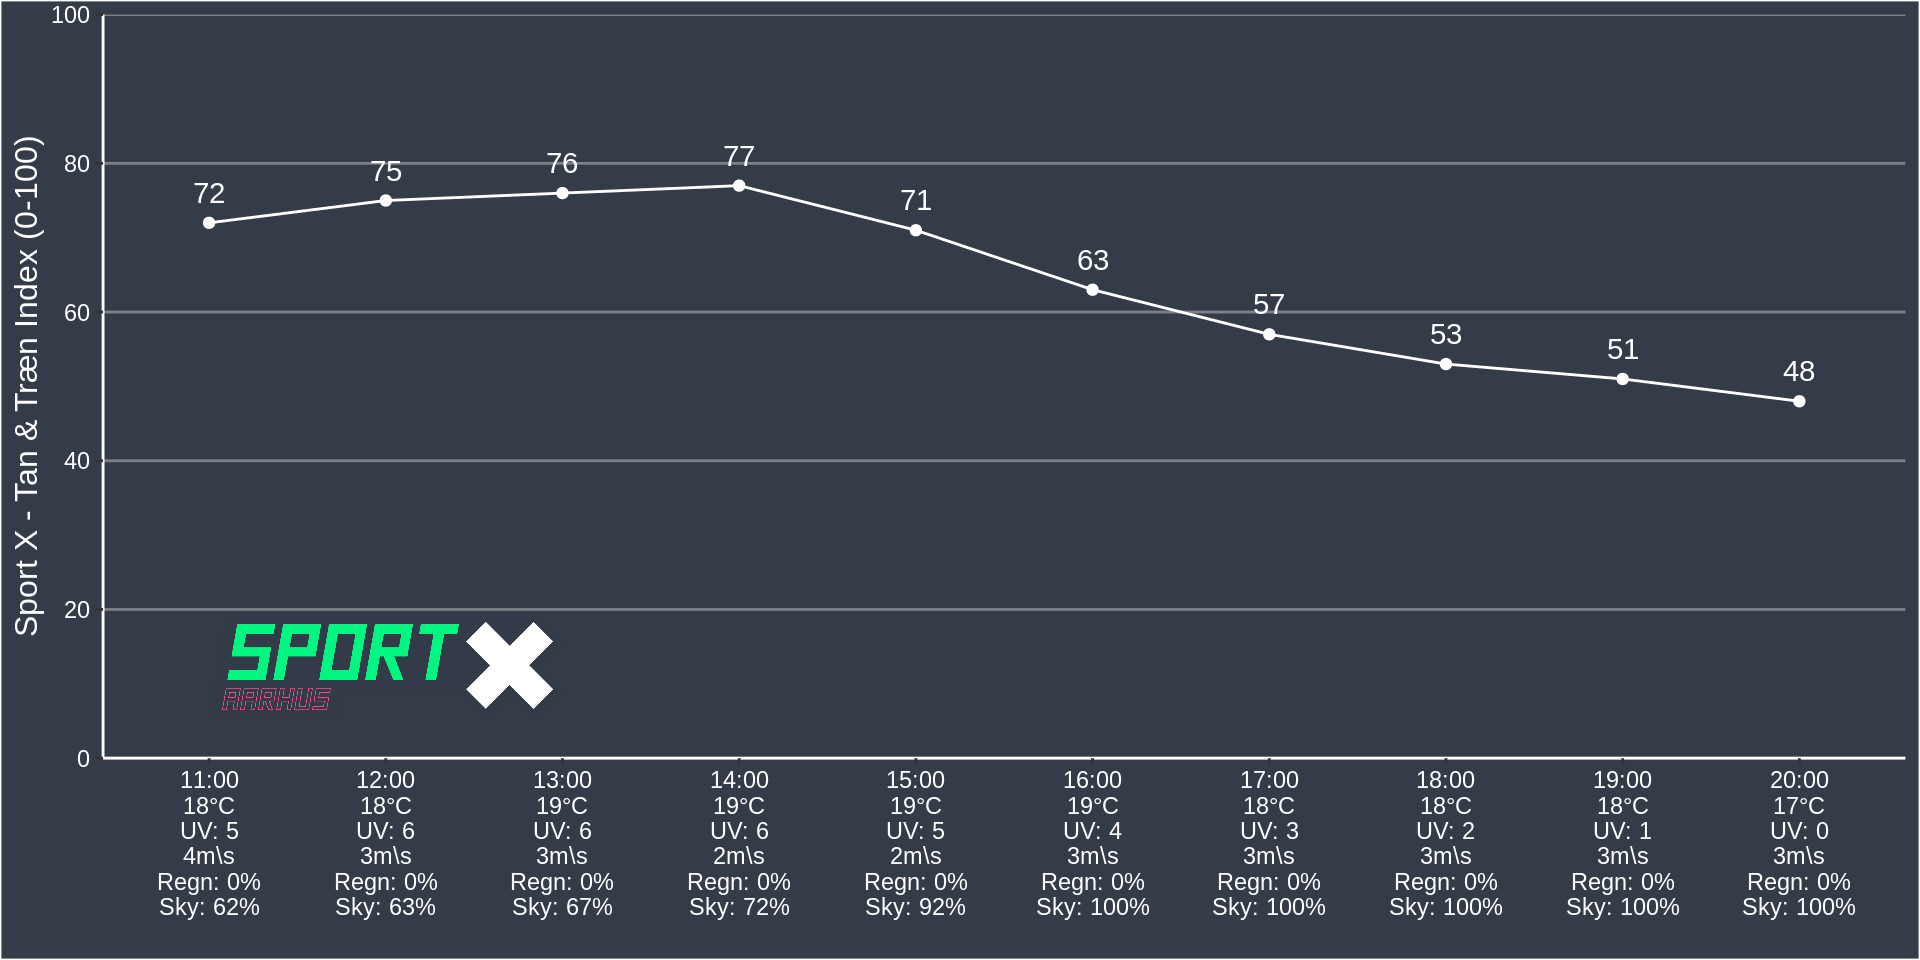 Sport X - Tan & Træn Index (0-100)
100
80
60
40
20
0
72
75
76
77
71
63
57
53
51
48
SPORT X
AARHUS
11:00 12:00 13:00 14:00 15:00 16:00 17:00 18:00 19:00 20:00
18°C 18°C 19°C 19°C 19°C 19°C 18°C 18°C 18°C 17°C
UV: 5 UV: 6 UV: 6 UV: 6 UV: 5 UV: 4 UV: 3 UV: 2 UV: 1 UV: 0
4m\s 3m\s 3m\s 2m\s 2m\s 3m\s 3m\s 3m\s 3m\s 3m\s
Regn: 0% Regn: 0% Regn: 0% Regn: 0% Regn: 0% Regn: 0% Regn: 0% Regn: 0% Regn: 0% Regn: 0%
Sky: 62% Sky: 63% Sky: 67% Sky: 72% Sky: 92% Sky: 100% Sky: 100% Sky: 100% Sky: 100% Sky: 100%